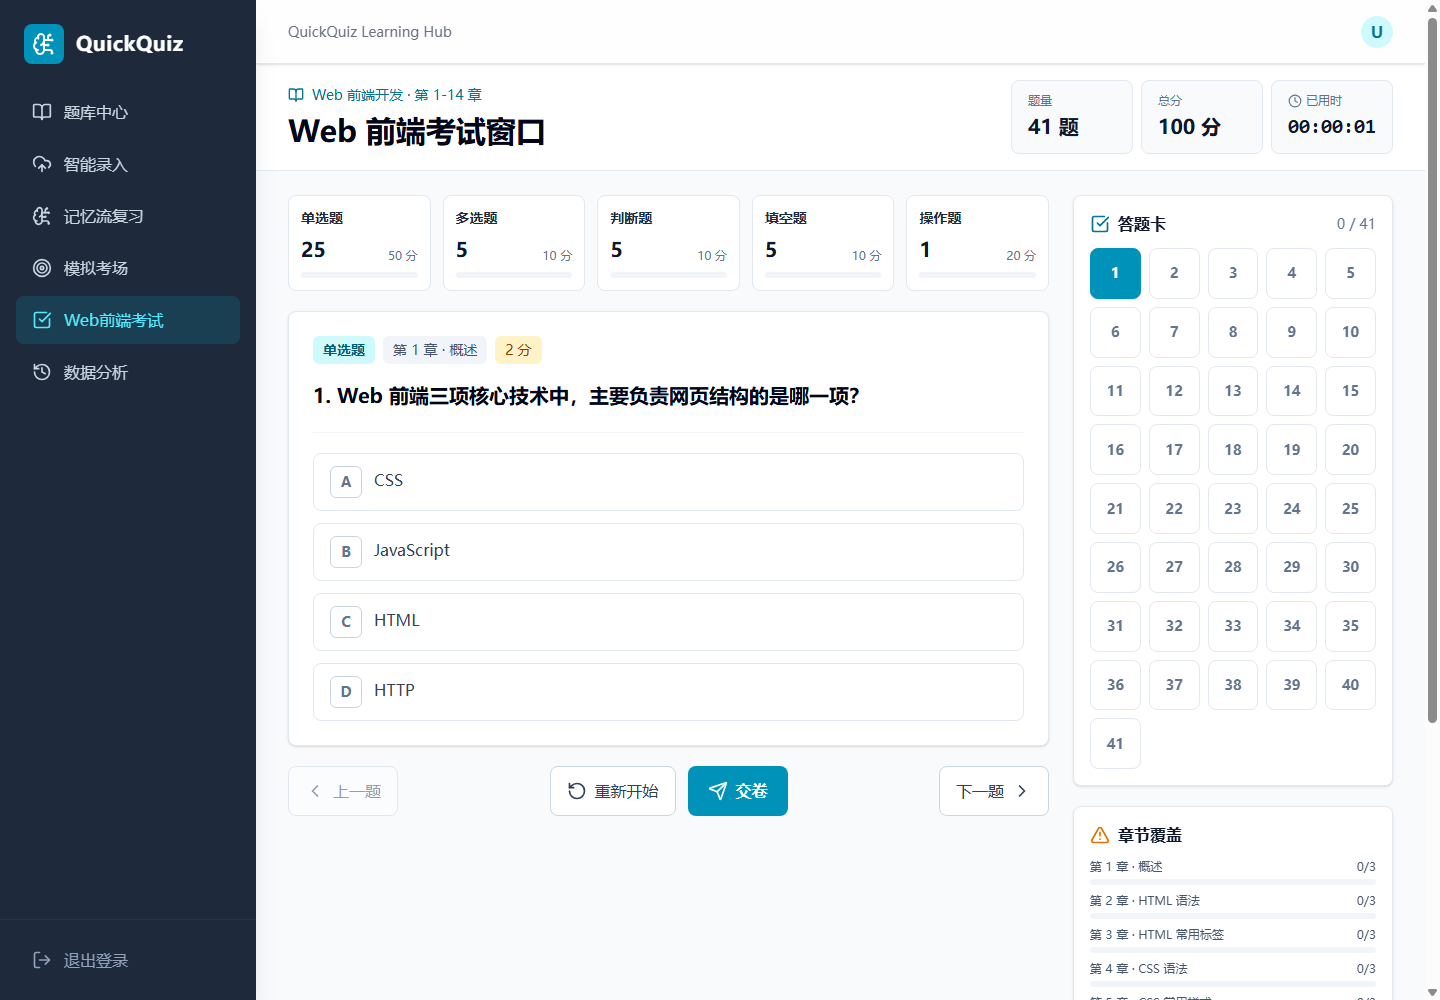 QuickQuiz
题库中心
智能录入
记忆流复习
模拟考场
Web前端考试
数据分析
退出登录
QuickQuiz Learning Hub
U
Web 前端开发 · 第 1-14 章
Web 前端考试窗口
题量
41 题
总分
100 分
已用时
00:00:01
单选题
25
50 分
多选题
5
10 分
判断题
5
10 分
填空题
5
10 分
操作题
1
20 分
单选题
第 1 章 · 概述
2 分
1. Web 前端三项核心技术中，主要负责网页结构的是哪一项？
A CSS
B JavaScript
C HTML
D HTTP
上一题
重新开始
交卷
下一题
答题卡
0 / 41
1 2 3 4 5
6 7 8 9 10
11 12 13 14 15
16 17 18 19 20
21 22 23 24 25
26 27 28 29 30
31 32 33 34 35
36 37 38 39 40
41
章节覆盖
第 1 章 · 概述 0/3
第 2 章 · HTML 语法 0/3
第 3 章 · HTML 常用标签 0/3
第 4 章 · CSS 语法 0/3